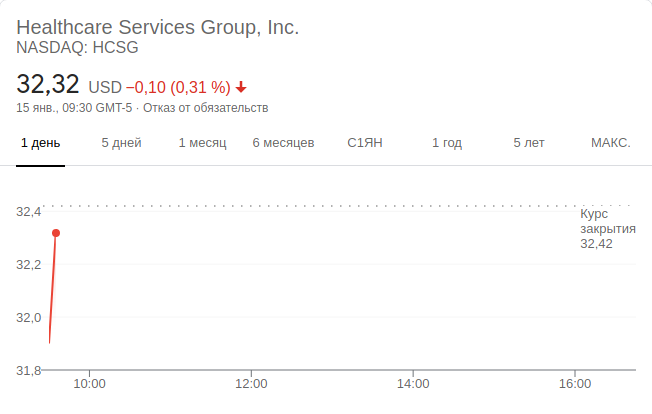 Healthcare Services Group, Inc.
NASDAQ: HCSG
32,32 USD −0,10 (0,31 %)
15 янв., 09:30 GMT-5 · Отказ от обязательств
1 день 5 дней 1 месяц 6 месяцев С1ЯН 1 год 5 лет МАКС.
32,4
32,2
32,0
31,8
Курс
закрытия
32,42
10:00 12:00 14:00 16:00